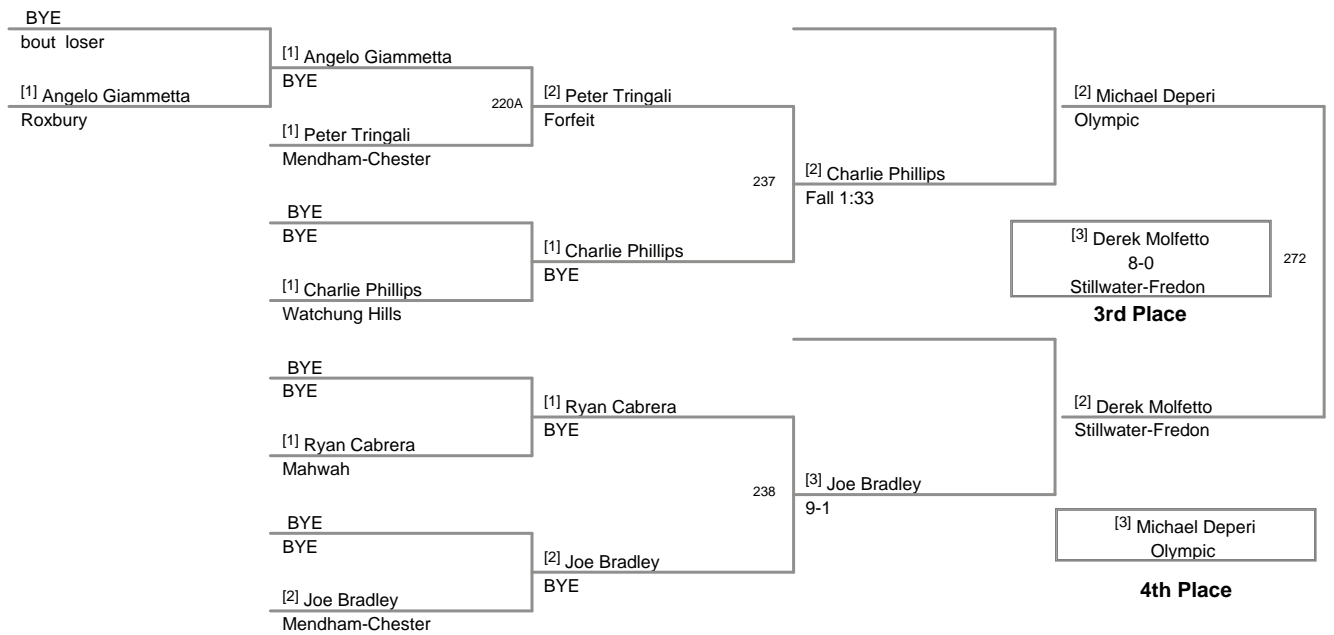 BYE
bout loser
[1] Angelo Giammetta
Roxbury
[1] Angelo Giammetta
BYE
220A
[1] Peter Tringali
Mendham-Chester
[2] Peter Tringali
Forfeit
BYE
BYE
[1] Charlie Phillips
Watchung Hills
[1] Charlie Phillips
BYE
237
[2] Charlie Phillips
Fall 1:33
[2] Michael Deperi
Olympic
[3] Derek Molfetto
8-0
Stillwater-Fredon
272
3rd Place
BYE
BYE
[1] Ryan Cabrera
Mahwah
[1] Ryan Cabrera
BYE
BYE
BYE
[2] Joe Bradley
Mendham-Chester
[2] Joe Bradley
BYE
238
[3] Joe Bradley
9-1
[2] Derek Molfetto
Stillwater-Fredon
[3] Michael Deperi
Olympic
4th Place